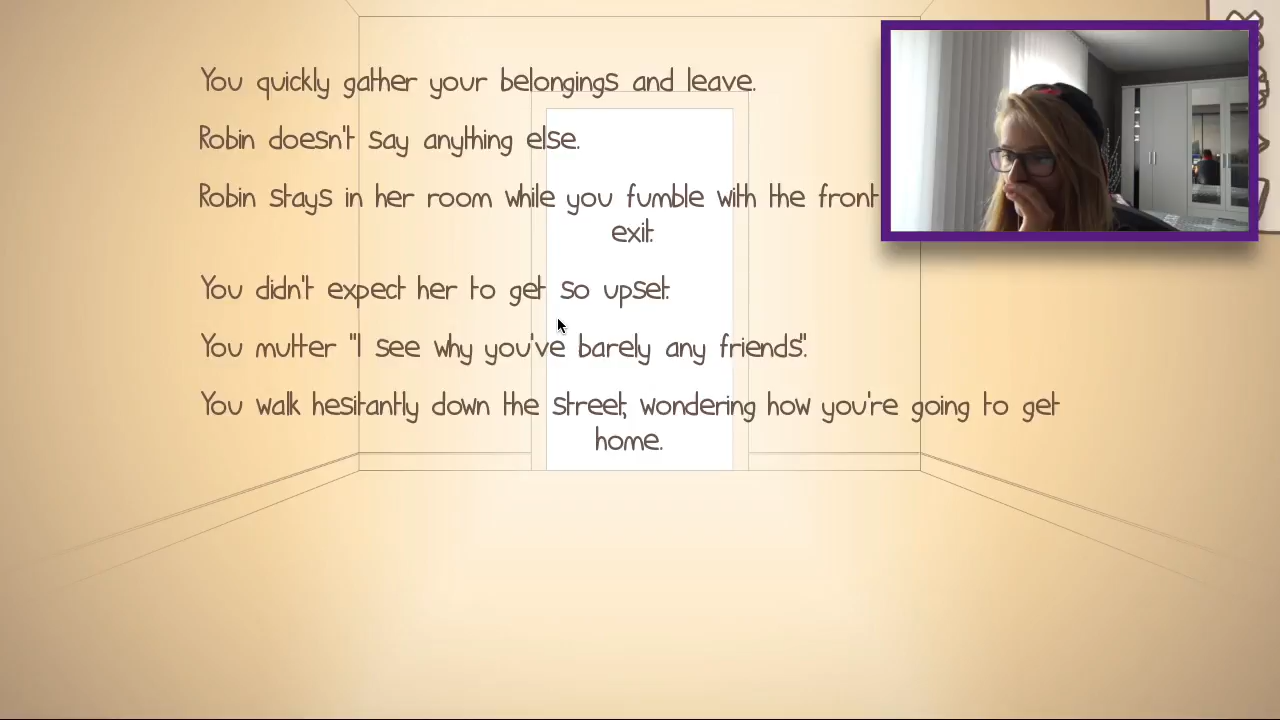 You quickly gather your belongings and leave.
Robin doesn't say anything else.
Robin stays in her room while you fumble with the front
exit.
You didn't expect her to get so upset.
You mutter "I see why you've barely any friends".
You walk hesitantly down the street, wondering how you're going to get
home.